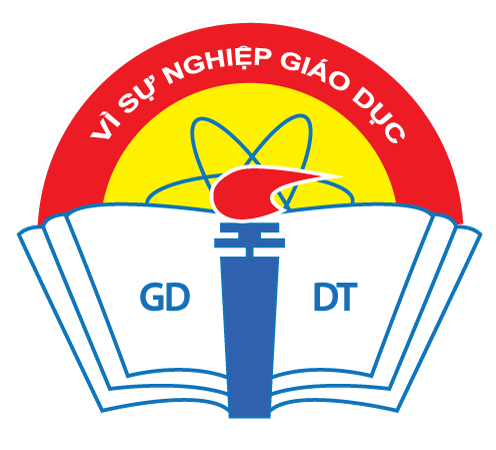 VÌ SỰ NGHIỆP GIÁO DỤC
GD DT